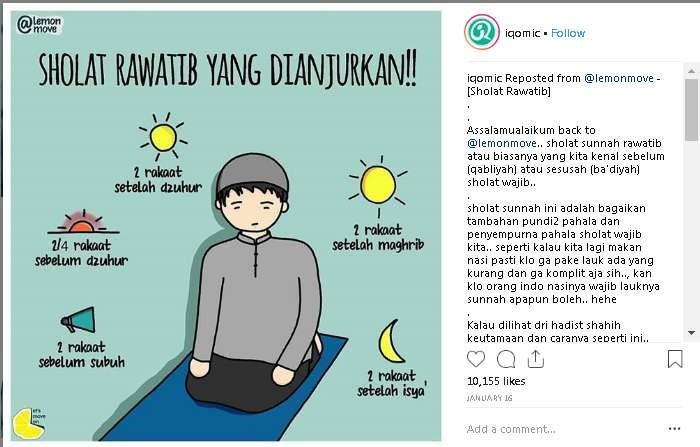 @lemon
move
SHOLAT RAWATIB YANG DIANJURKAN!!
2 rakaat
setelah dzuhur
2 rakaat
setelah maghrib
2/4 rakaat
sebelum dzuhur
2 rakaat
sebelum subuh
2 rakaat
setelah isya'
let's
move
on
iqomic • Follow
iqomic Reposted from @lemonmove -
[Sholat Rawatib]
.
.
Assalamualaikum back to
@lemonmove.. sholat sunnah rawatib
atau biasanya yang kita kenal sebelum
(qabliyah) atau sesusah (ba'diyah)
sholat wajib..
.
sholat sunnah ini adalah bagaikan
tambahan pundi2 pahala dan
penyempurna pahala sholat wajib
kita.. seperti kalau kita lagi makan
nasi pasti klo ga pake lauk ada yang
kurang dan ga komplit aja sih.., kan
klo orang indo nasinya wajib lauknya
sunnah apapun boleh.. hehe
.
Kalau dilihat dri hadist shahih
keutamaan dan caranya seperti ini..
10,155 likes
JANUARY 16
Add a comment...